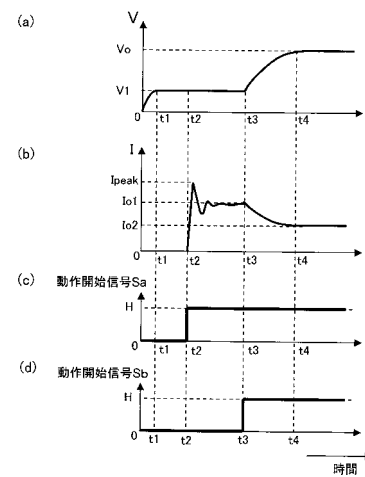 (a)
V
Vo
V1
0
t1 t2 t3 t4
(b)
I
Ipeak
Io1
Io2
0
t1 t2 t3 t4
(c) 動作開始信号Sa
H
0
t1 t2 t3 t4
(d) 動作開始信号Sb
H
0
t1 t2 t3 t4
時間